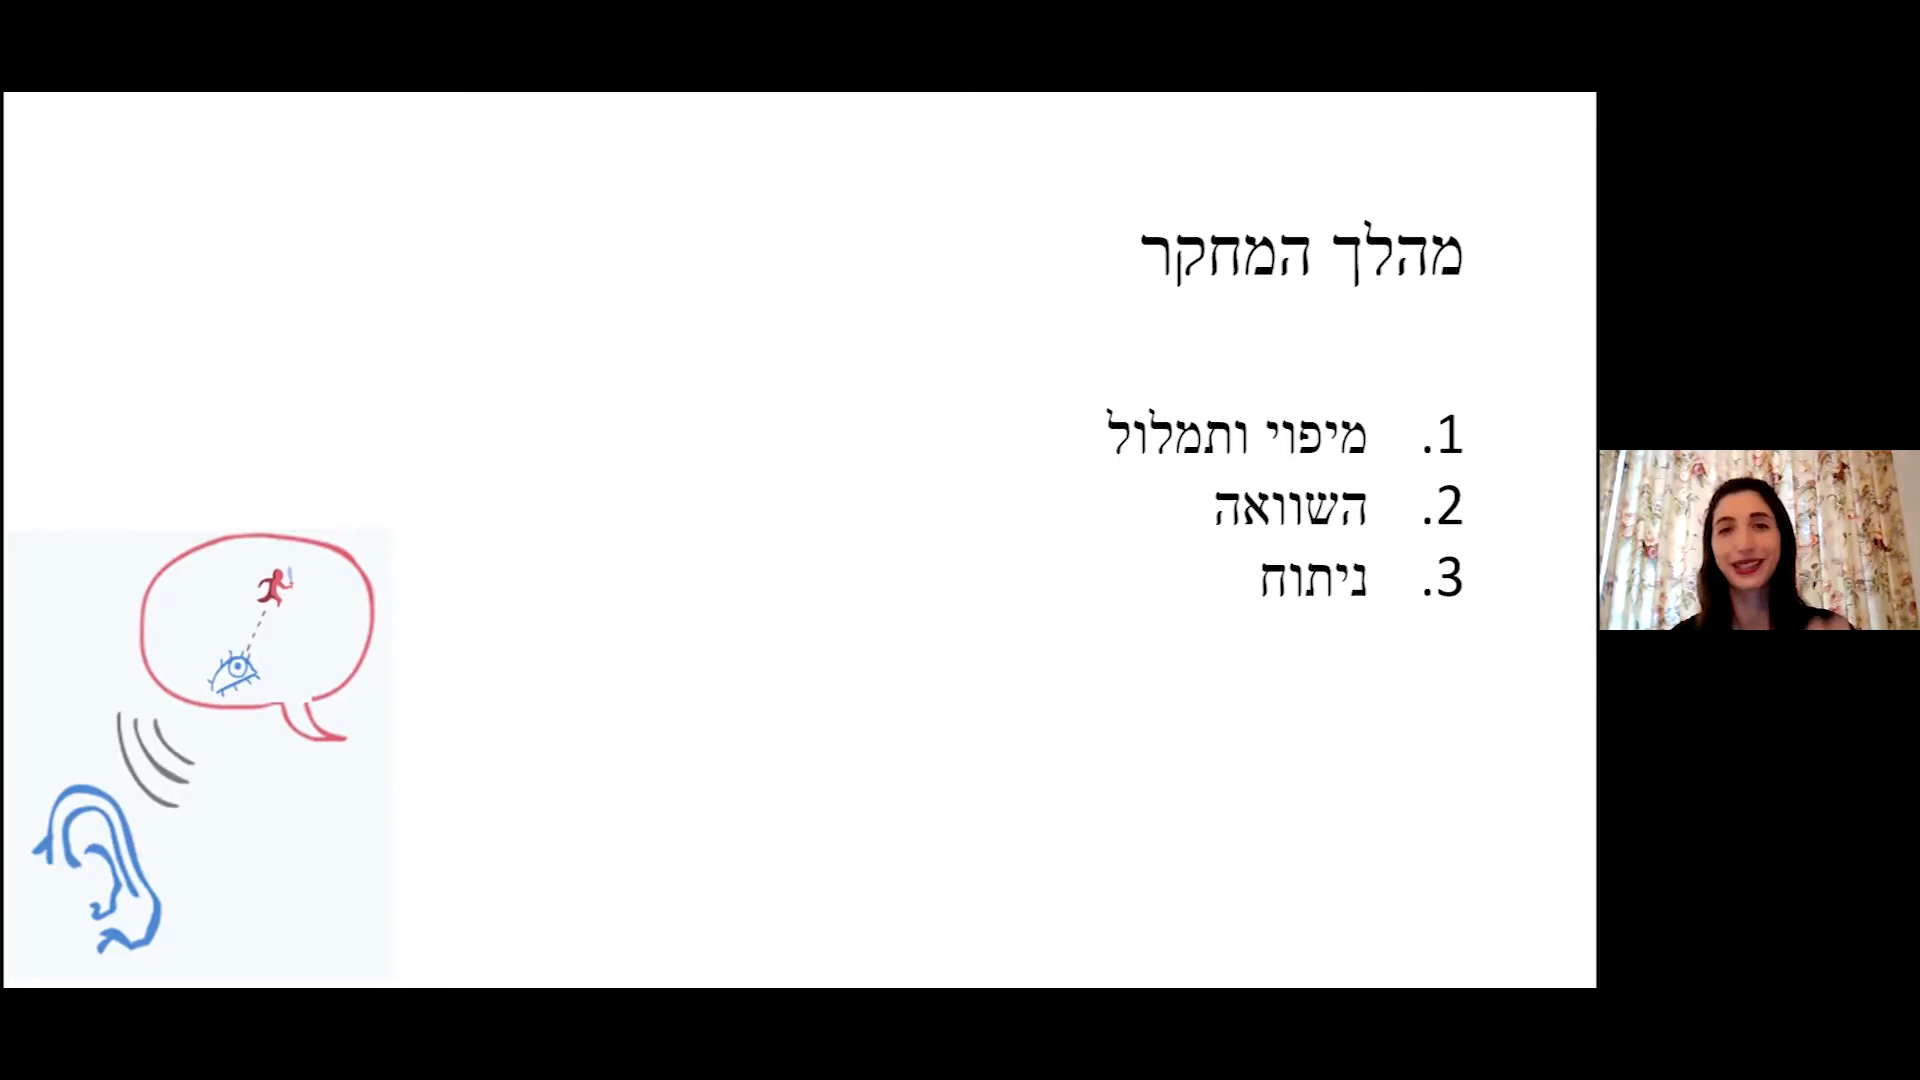 מהלך המחקר
1. מיפוי ותמלול
2. השוואה
3. ניתוח